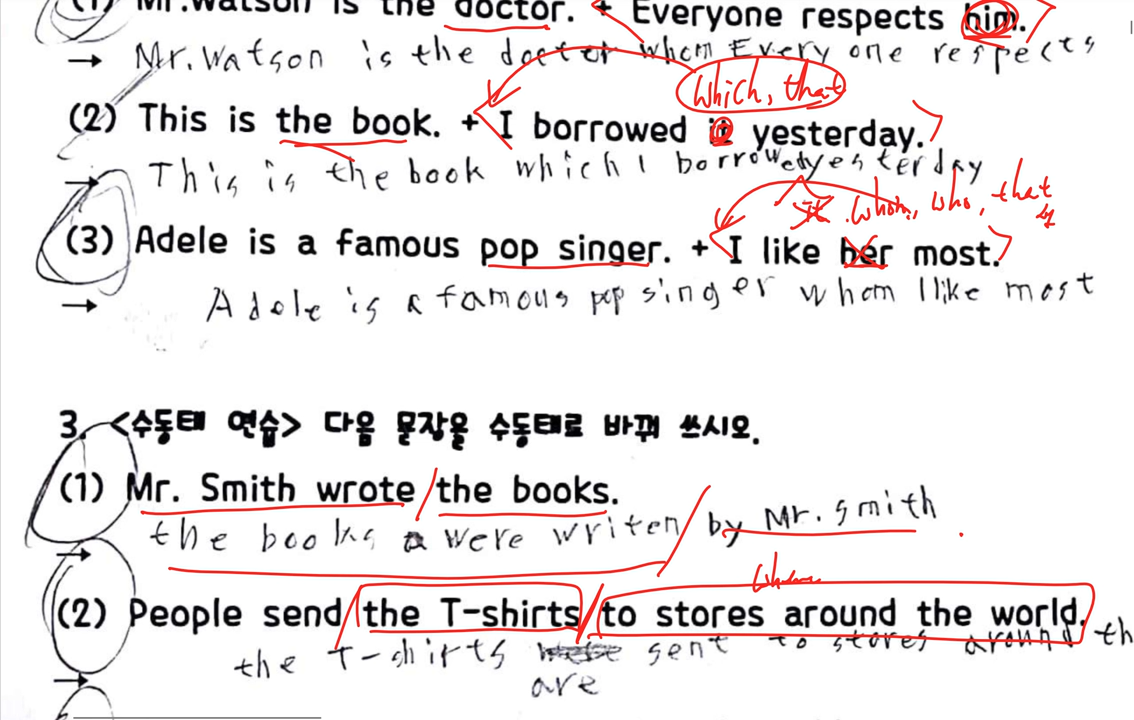 (1) Mr.Watson is the doctor. + Everyone respects him.
→ Mr.Watson is the doctor whom Every one respects
which, that
(2) This is the book. + I borrowed it yesterday.
→ This is the book which I borrowed yesterday
it. whom, who, that
(3) Adele is a famous pop singer. + I like her most.
→ Adele is a famous pop singer whom I like most
3. <수동태 연습> 다음 문장을 수동태로 바꿔 쓰시오.
(1) Mr. Smith wrote / the books.
→ the books were writen / by Mr. smith.
(2) People send / the T-shirts / to stores around the world.
→ the T-shirts sent to stores around th
are